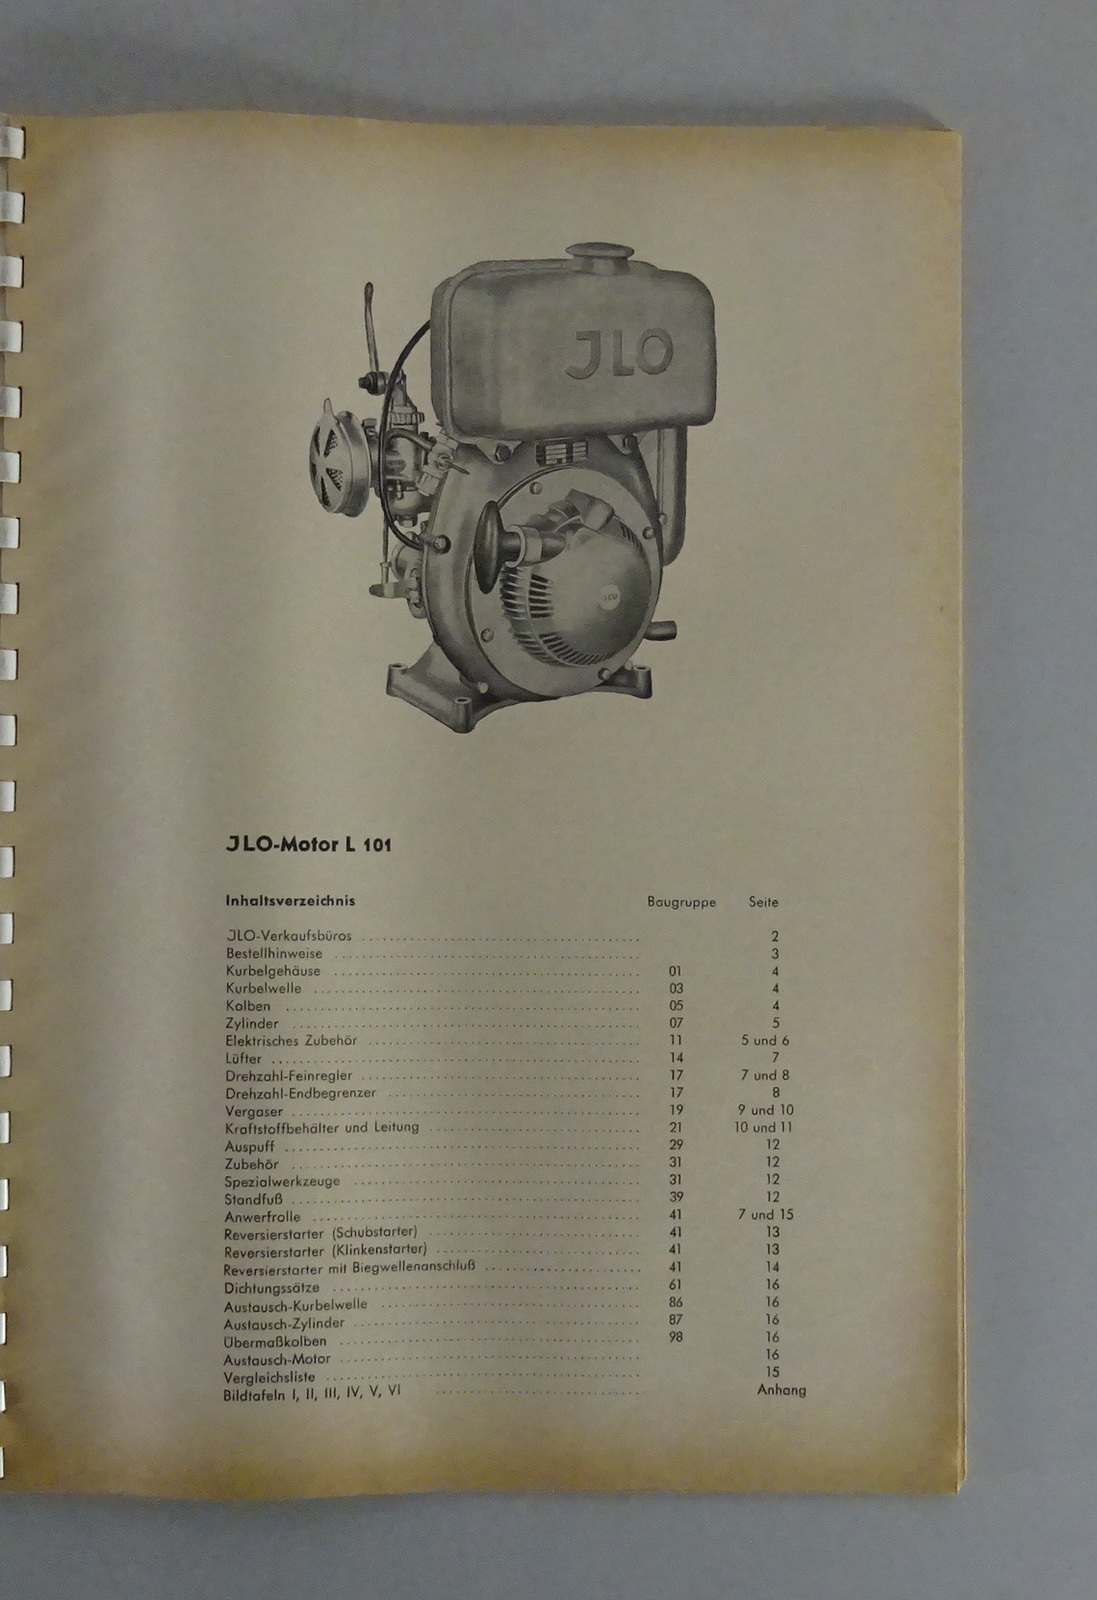 JLO
JLO-Motor L 101
Inhaltsverzeichnis Baugruppe Seite
JLO-Verkaufsbüros 2
Bestellhinweise 3
Kurbelgehäuse 01 4
Kurbelwelle 03 4
Kolben 05 4
Zylinder 07 5
Elektrisches Zubehör 11 5 und 6
Lüfter 14 7
Drehzahl-Feinregler 17 7 und 8
Drehzahl-Endbegrenzer 17 8
Vergaser 19 9 und 10
Kraftstoffbehälter und Leitung 21 10 und 11
Auspuff 29 12
Zubehör 31 12
Spezialwerkzeuge 31 12
Standfuß 39 12
Anwerfrolle 41 7 und 15
Reversierstarter (Schubstarter) 41 13
Reversierstarter (Klinkenstarter) 41 13
Reversierstarter mit Biegwellenanschluß 41 14
Dichtungssätze 61 16
Austausch-Kurbelwelle 86 16
Austausch-Zylinder 87 16
Übermaßkolben 98 16
Austausch-Motor 16
Vergleichsliste 15
Bildtafeln I, II, III, IV, V, VI Anhang